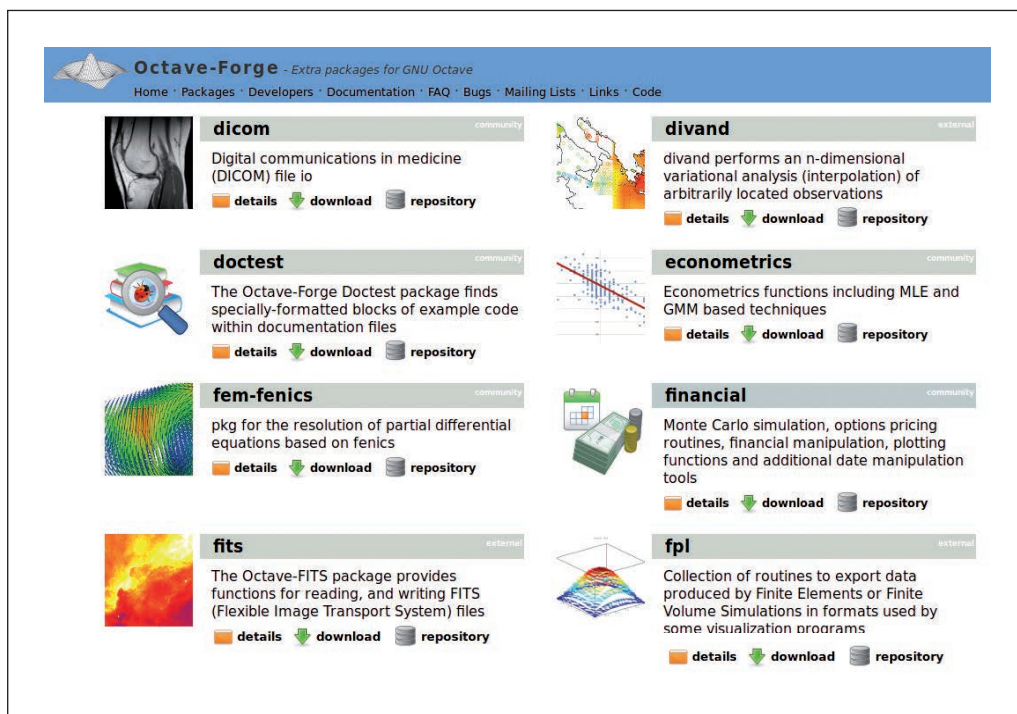 Octave-Forge - Extra packages for GNU Octave
Home · Packages · Developers · Documentation · FAQ · Bugs · Mailing Lists · Links · Code
dicom community
Digital communications in medicine
(DICOM) file io
details download repository
divand external
divand performs an n-dimensional
variational analysis (interpolation) of
arbitrarily located observations
details download repository
doctest community
The Octave-Forge Doctest package finds
specially-formatted blocks of example code
within documentation files
details download repository
econometrics community
Econometrics functions including MLE and
GMM based techniques
details download repository
fem-fenics community
pkg for the resolution of partial differential
equations based on fenics
details download repository
financial community
Monte Carlo simulation, options pricing
routines, financial manipulation, plotting
functions and additional date manipulation
tools
details download repository
fits external
The Octave-FITS package provides
functions for reading, and writing FITS
(Flexible Image Transport System) files
details download repository
fpl external
Collection of routines to export data
produced by Finite Elements or Finite
Volume Simulations in formats used by
some visualization programs
details download repository